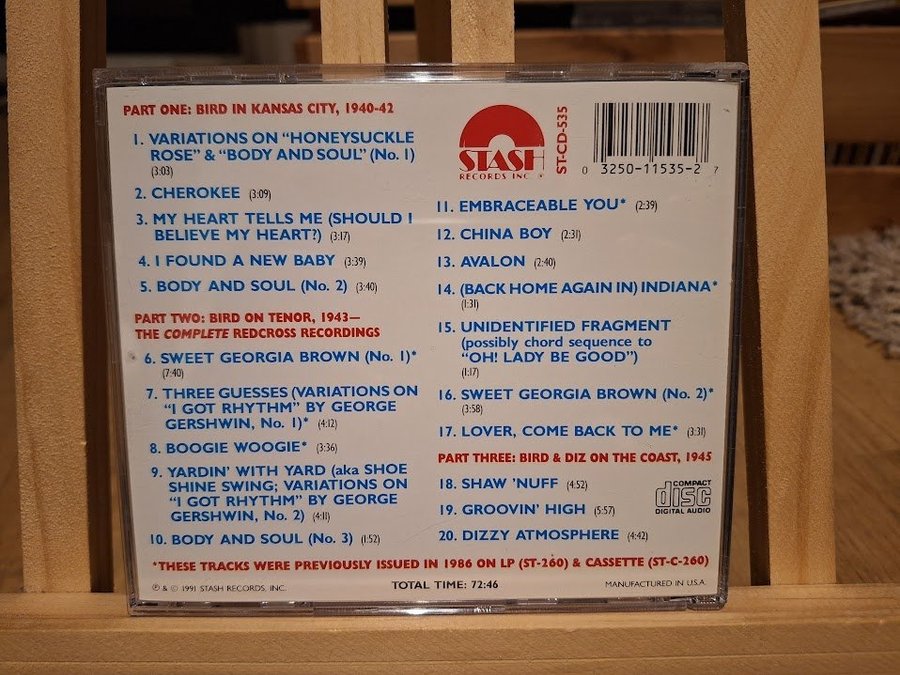 PART ONE: BIRD IN KANSAS CITY, 1940-42
1. VARIATIONS ON "HONEYSUCKLE
ROSE" & "BODY AND SOUL" (No. 1)
(3:03)
2. CHEROKEE (3:09)
3. MY HEART TELLS ME (SHOULD I
BELIEVE MY HEART?) (3:17)
4. I FOUND A NEW BABY (3:39)
5. BODY AND SOUL (No. 2) (3:40)
PART TWO: BIRD ON TENOR, 1943—
THE COMPLETE REDCROSS RECORDINGS
6. SWEET GEORGIA BROWN (No. 1)*
(7:40)
7. THREE GUESSES (VARIATIONS ON
"I GOT RHYTHM" BY GEORGE
GERSHWIN, No. 1)* (4:12)
8. BOOGIE WOOGIE* (3:36)
9. YARDIN' WITH YARD (aka SHOE
SHINE SWING; VARIATIONS ON
"I GOT RHYTHM" BY GEORGE
GERSHWIN, No. 2) (4:11)
10. BODY AND SOUL (No. 3) (1:52)
STASH
RECORDS INC.
ST-CD-535
0 3250-11535-2 7
11. EMBRACEABLE YOU* (2:39)
12. CHINA BOY (2:31)
13. AVALON (2:40)
14. (BACK HOME AGAIN IN) INDIANA*
(1:31)
15. UNIDENTIFIED FRAGMENT
(possibly chord sequence to
"OH! LADY BE GOOD")
(1:17)
16. SWEET GEORGIA BROWN (No. 2)*
(3:58)
17. LOVER, COME BACK TO ME* (3:31)
PART THREE: BIRD & DIZ ON THE COAST, 1945
18. SHAW 'NUFF (4:52)
19. GROOVIN' HIGH (5:57)
20. DIZZY ATMOSPHERE (4:42)
COMPACT
disc
DIGITAL AUDIO
*THESE TRACKS WERE PREVIOUSLY ISSUED IN 1986 ON LP (ST-260) & CASSETTE (ST-C-260)
℗ & © 1991 STASH RECORDS, INC.
TOTAL TIME: 72:46
MANUFACTURED IN U.S.A.